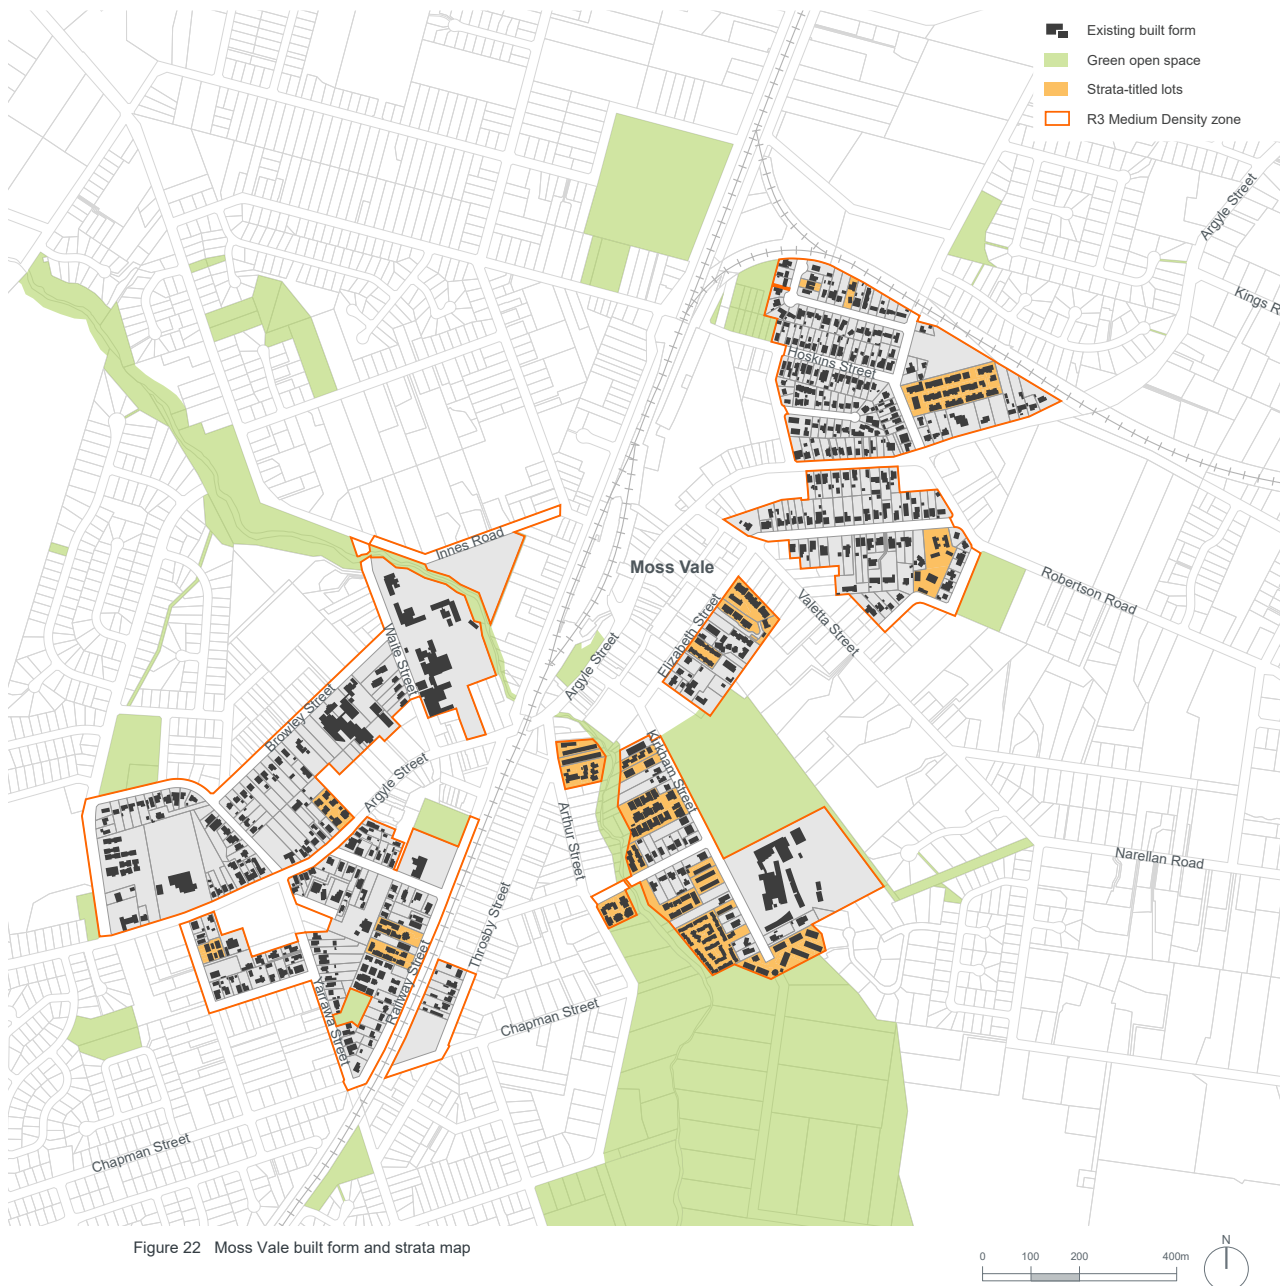 Existing built form
Green open space
Strata-titled lots
R3 Medium Density zone
Argyle Street
Kings R
Hoskins Street
Innes Road
Moss Vale
Robertson Road
Valetta Street
Elizabeth Street
Waite Street
Argyle Street
Browley Street
Kirkham Street
Argyle Street
Arthur Street
Narellan Road
Throsby Street
Railway Street
Yarrawa Street
Chapman Street
Chapman Street
Figure 22 Moss Vale built form and strata map
0 100 200 400m
N